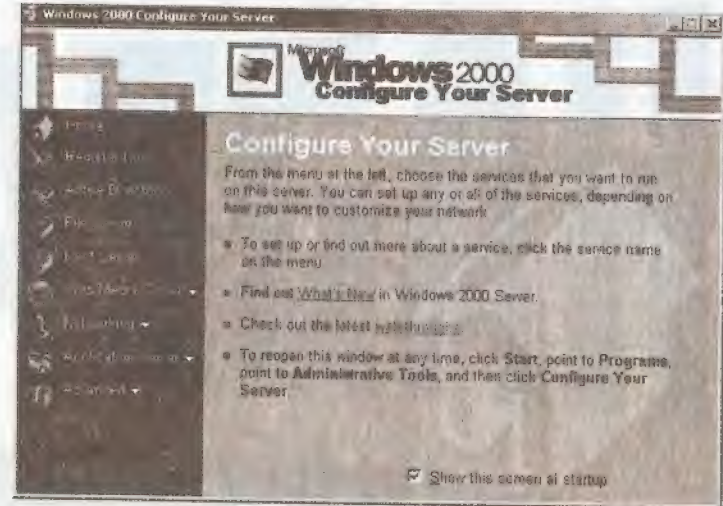 Windows 2000 Configure Your Server
Microsoft
Windows 2000
Configure Your Server
Home
Active Directory
File Server
Networking
Advanced
Configure Your Server
From the menu at the left, choose the services that you want to run
on this server. You can set up any or all of the services, depending on
how you want to customize your network
To set up or find out more about a service, click the service name
on the menu.
Find out What's New in Windows 2000 Server.
Check out the latest
To reopen this window at any time, click Start, point to Programs,
point to Administrative Tools, and then click Configure Your
Server
Show this screen at startup